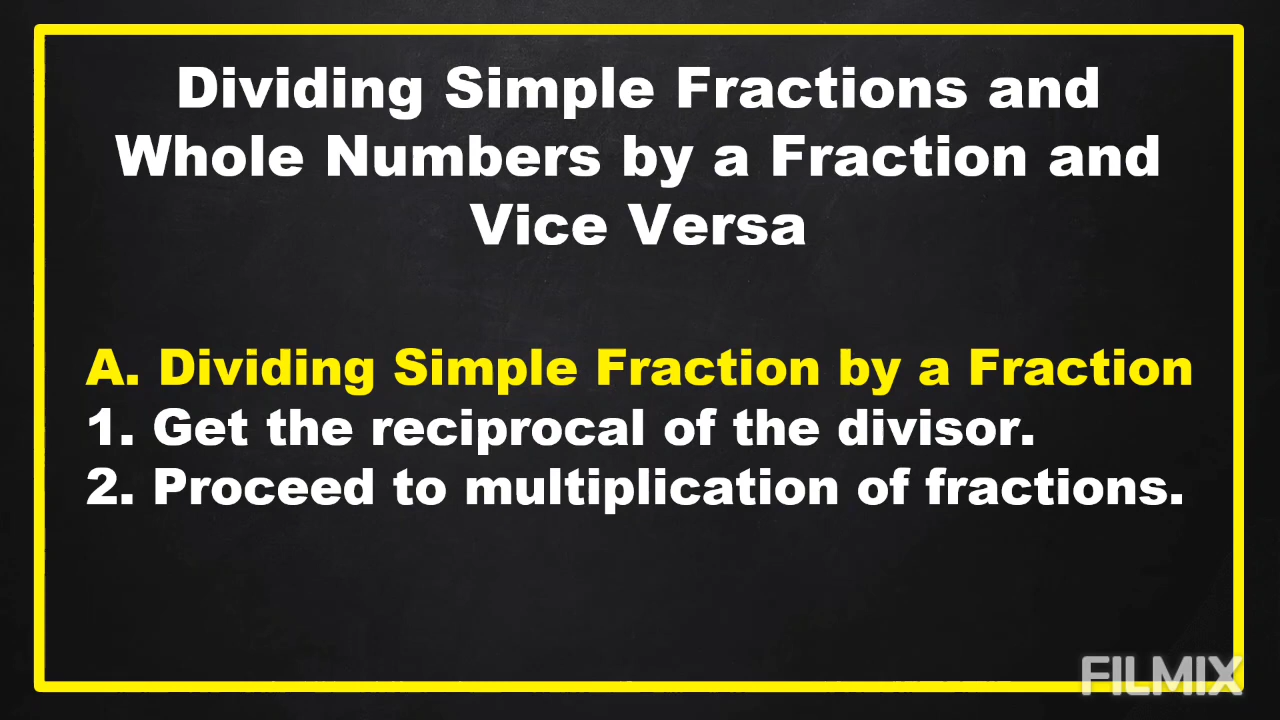 Dividing Simple Fractions and
Whole Numbers by a Fraction and
Vice Versa
A. Dividing Simple Fraction by a Fraction
1. Get the reciprocal of the divisor.
2. Proceed to multiplication of fractions.
FILMIX